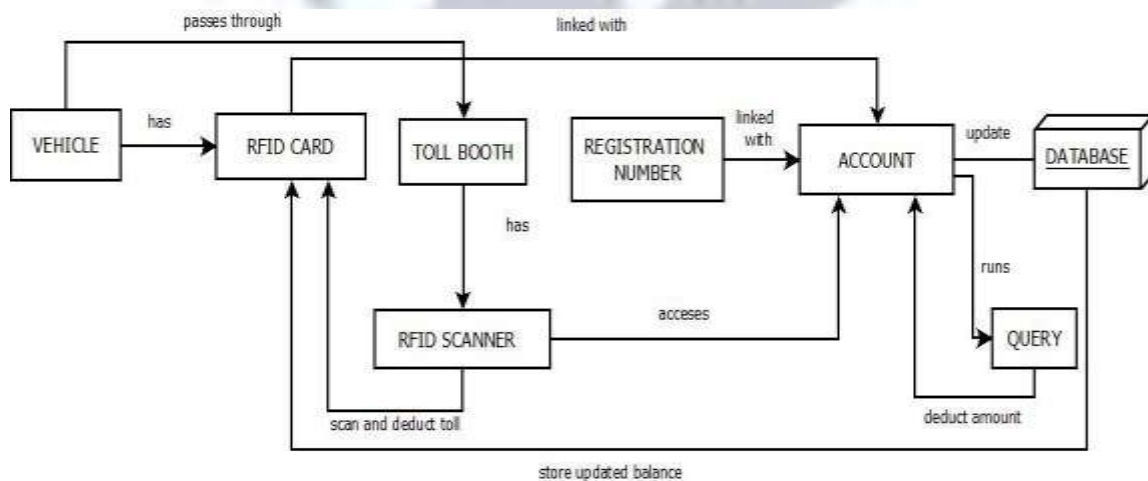 passes through
linked with
VEHICLE
has
RFID CARD
TOLL BOOTH
REGISTRATION
NUMBER
linked
with
ACCOUNT
update
DATABASE
has
runs
RFID SCANNER
acceses
QUERY
scan and deduct toll
deduct amount
store updated balance